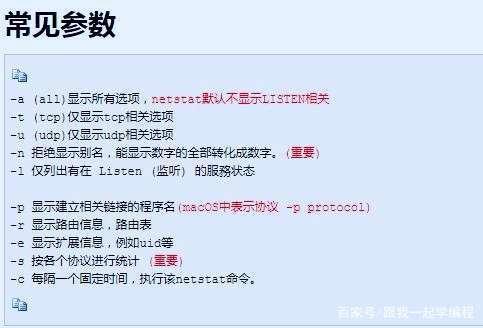 常见参数
-a (all)显示所有选项，netstat默认不显示LISTEN相关
-t (tcp)仅显示tcp相关选项
-u (udp)仅显示udp相关选项
-n 拒绝显示别名，能显示数字的全部转化成数字。(重要)
-l 仅列出有在 Listen (监听) 的服務状态
-p 显示建立相关链接的程序名(macOS中表示协议 -p protocol)
-r 显示路由信息，路由表
-e 显示扩展信息，例如uid等
-s 按各个协议进行统计 (重要)
-c 每隔一个固定时间，执行该netstat命令。
百家号/跟我一起学编程